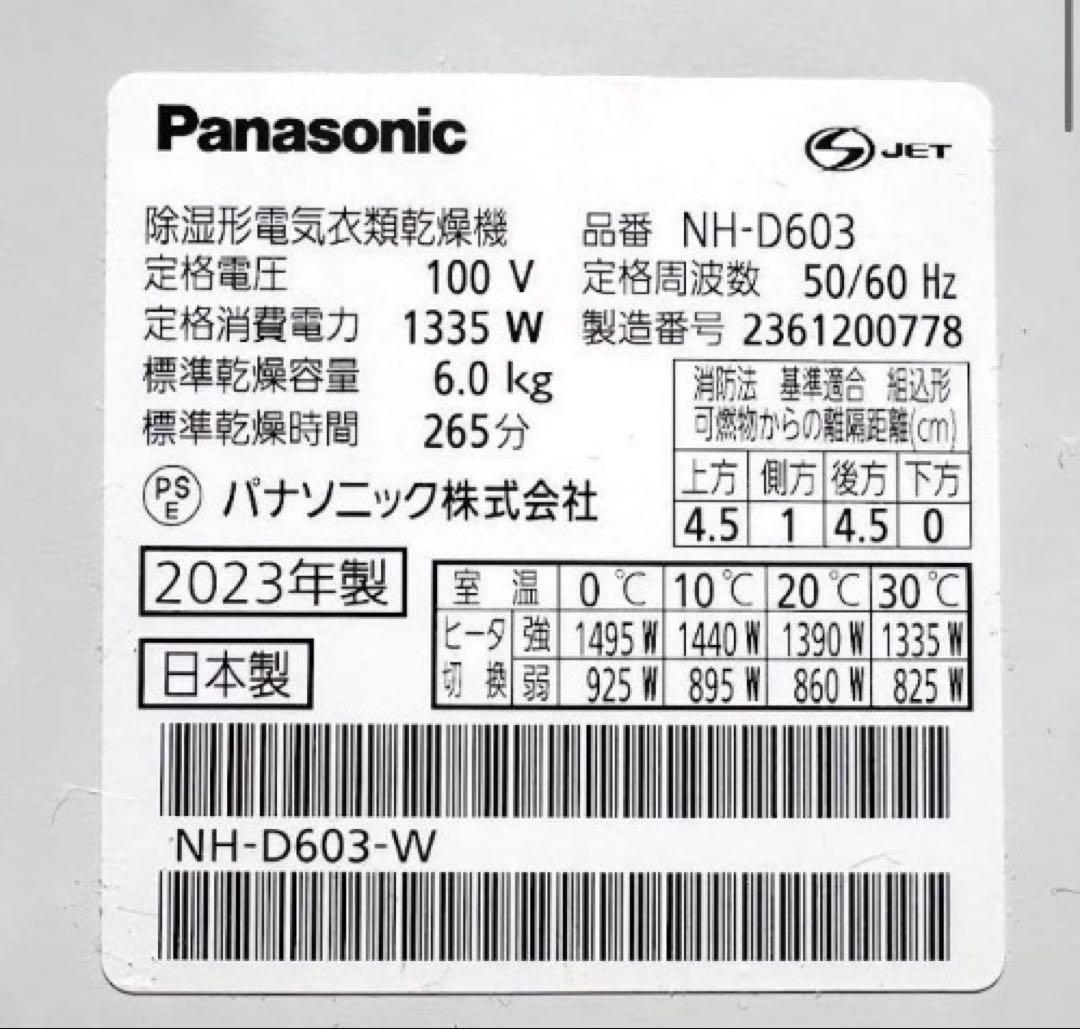 Panasonic
S JET
除湿形電気衣類乾燥機 品番 NH-D603
定格電圧 100 V 定格周波数 50/60 Hz
定格消費電力 1335 W 製造番号 2361200778
標準乾燥容量 6.0 kg
標準乾燥時間 265分
消防法 基準適合 組込形
可燃物からの離隔距離(cm)
上方 側方 後方 下方
4.5 1 4.5 0
PS E パナソニック株式会社
2023年製
日本製
室 温 0℃ 10℃ 20℃ 30℃
ヒータ 強 1495 W 1440 W 1390 W 1335 W
切 換 弱 925 W 895 W 860 W 825 W
NH-D603-W